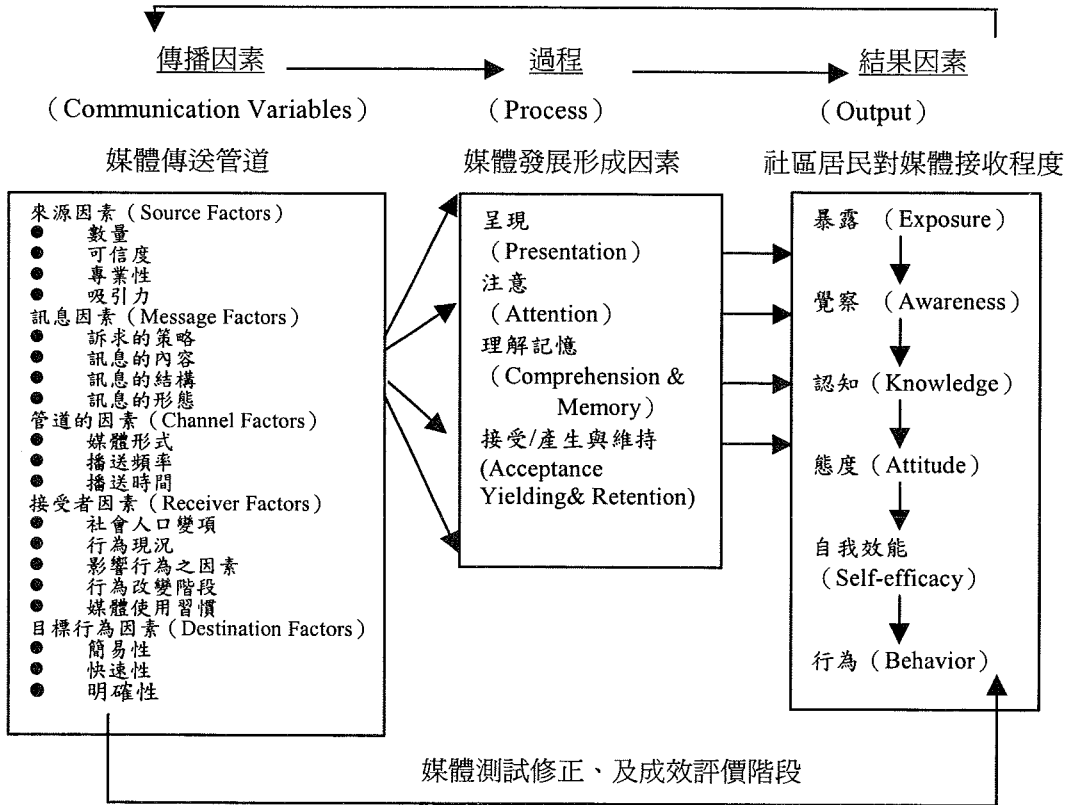 傳播因素
過程
結果因素
（Communication Variables）
（Process）
（Output）
媒體傳送管道
媒體發展形成因素
社區居民對媒體接收程度
來源因素（Source Factors）
● 數量
● 可信度
● 專業性
● 吸引力
訊息因素（Message Factors）
● 訴求的策略
● 訊息的內容
● 訊息的結構
● 訊息的形態
管道的因素（Channel Factors）
● 媒體形式
● 播送頻率
● 播送時間
接受者因素（Receiver Factors）
● 社會人口變項
● 行為現況
● 影響行為之因素
● 行為改變階段
● 媒體使用習慣
目標行為因素（Destination Factors）
● 簡易性
● 快速性
● 明確性
呈現
（Presentation）
注意
（Attention）
理解記憶
（Comprehension &
Memory）
接受/產生與維持
(Acceptance
Yielding& Retention)
暴露 （Exposure）
覺察 （Awareness）
認知（Knowledge）
態度（Attitude）
自我效能
（Self-efficacy）
行為（Behavior）
媒體測試修正、及成效評價階段